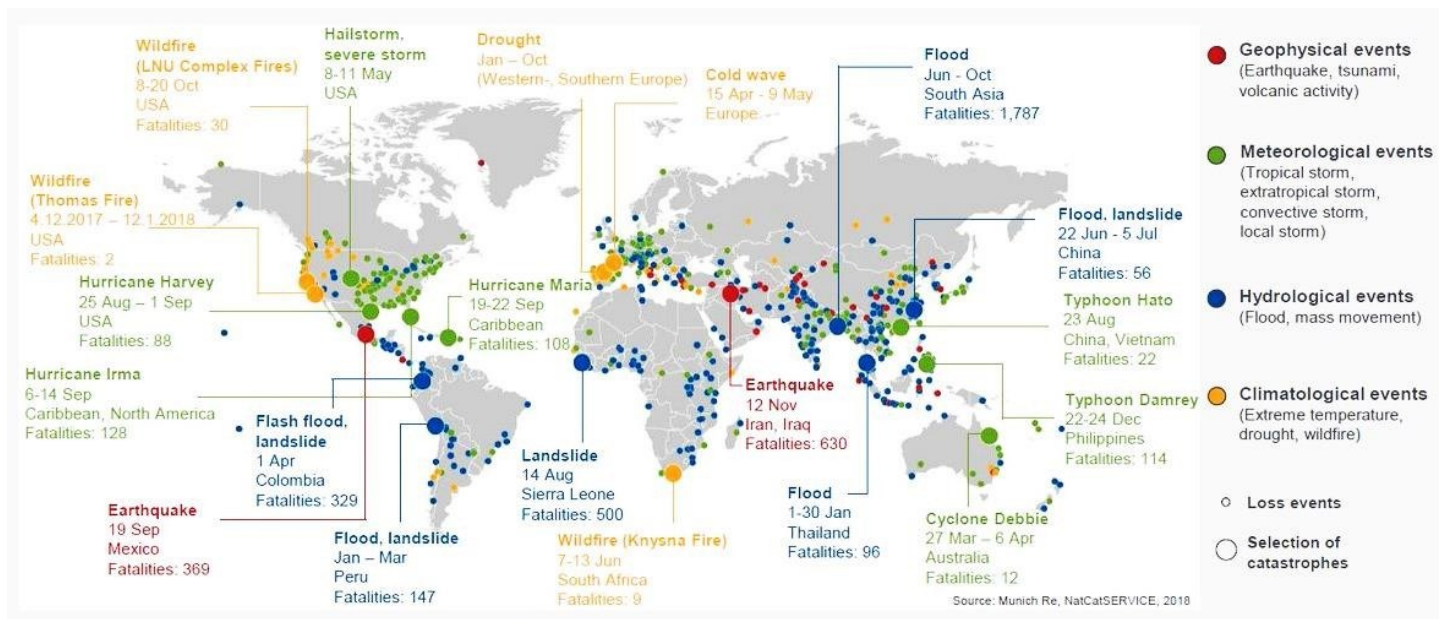 Wildfire
(LNU Complex Fires)
8-20 Oct
USA
Fatalities: 30
Hailstorm,
severe storm
8-11 May
USA
Drought
Jan – Oct
(Western-, Southern Europe)
Cold wave
15 Apr - 9 May
Europe
Flood
Jun - Oct
South Asia
Fatalities: 1,787
Wildfire
(Thomas Fire)
4.12.2017 – 12.1.2018
USA
Fatalities: 2
Hurricane Harvey
25 Aug – 1 Sep
USA
Fatalities: 88
Hurricane Maria
19-22 Sep
Caribbean
Fatalities: 108
Flood, landslide
22 Jun - 5 Jul
China
Fatalities: 56
Typhoon Hato
23 Aug
China, Vietnam
Fatalities: 22
Hurricane Irma
6-14 Sep
Caribbean, North America
Fatalities: 128
Flash flood,
landslide
1 Apr
Colombia
Fatalities: 329
Earthquake
12 Nov
Iran, Iraq
Fatalities: 630
Typhoon Damrey
22-24 Dec
Philippines
Fatalities: 114
Landslide
14 Aug
Sierra Leone
Fatalities: 500
Flood
1-30 Jan
Thailand
Fatalities: 96
Earthquake
19 Sep
Mexico
Fatalities: 369
Flood, landslide
Jan – Mar
Peru
Fatalities: 147
Wildfire (Knysna Fire)
7-13 Jun
South Africa
Fatalities: 9
Cyclone Debbie
27 Mar – 6 Apr
Australia
Fatalities: 12
Source: Munich Re, NatCatSERVICE, 2018
Geophysical events
(Earthquake, tsunami,
volcanic activity)
Meteorological events
(Tropical storm,
extratropical storm,
convective storm,
local storm)
Hydrological events
(Flood, mass movement)
Climatological events
(Extreme temperature,
drought, wildfire)
Loss events
Selection of
catastrophes